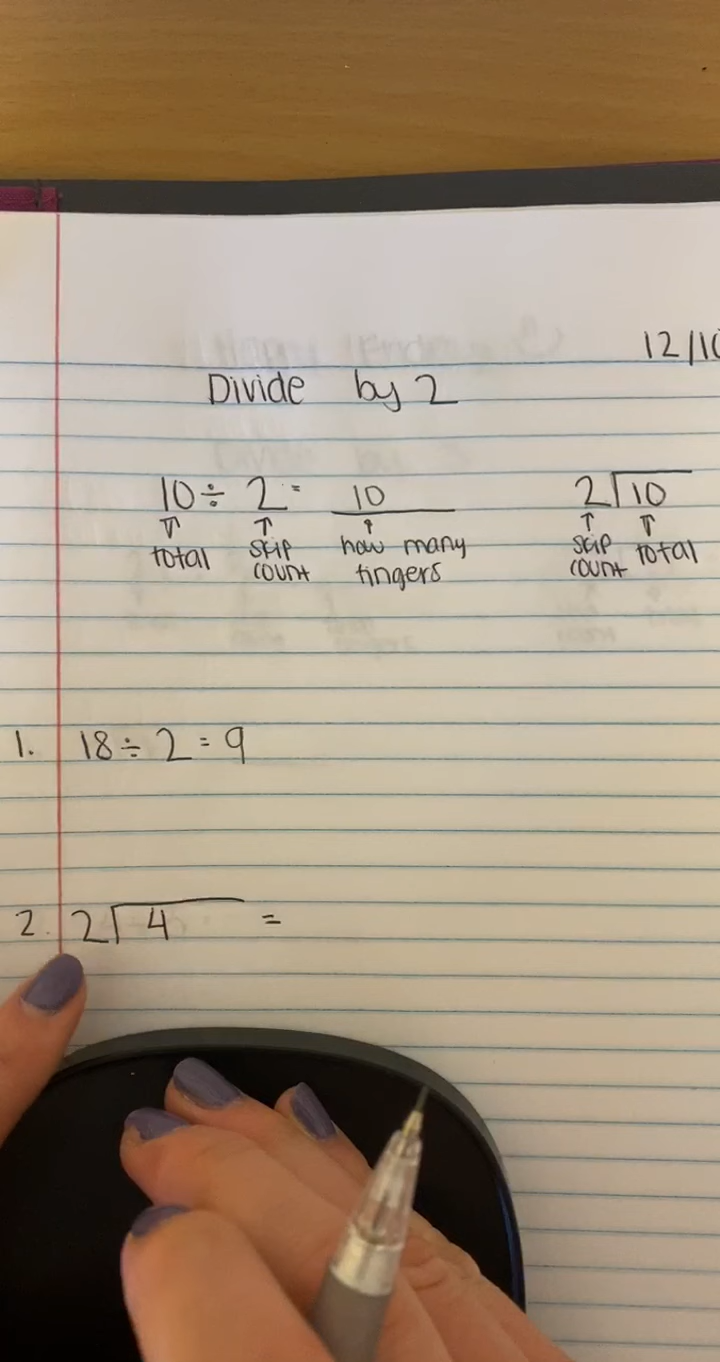 12/10
Divide by 2
10 ÷ 2 = 10 2⟌10
total skip count how many fingers skip count total
1. 18 ÷ 2 = 9
2. 2⟌4 =